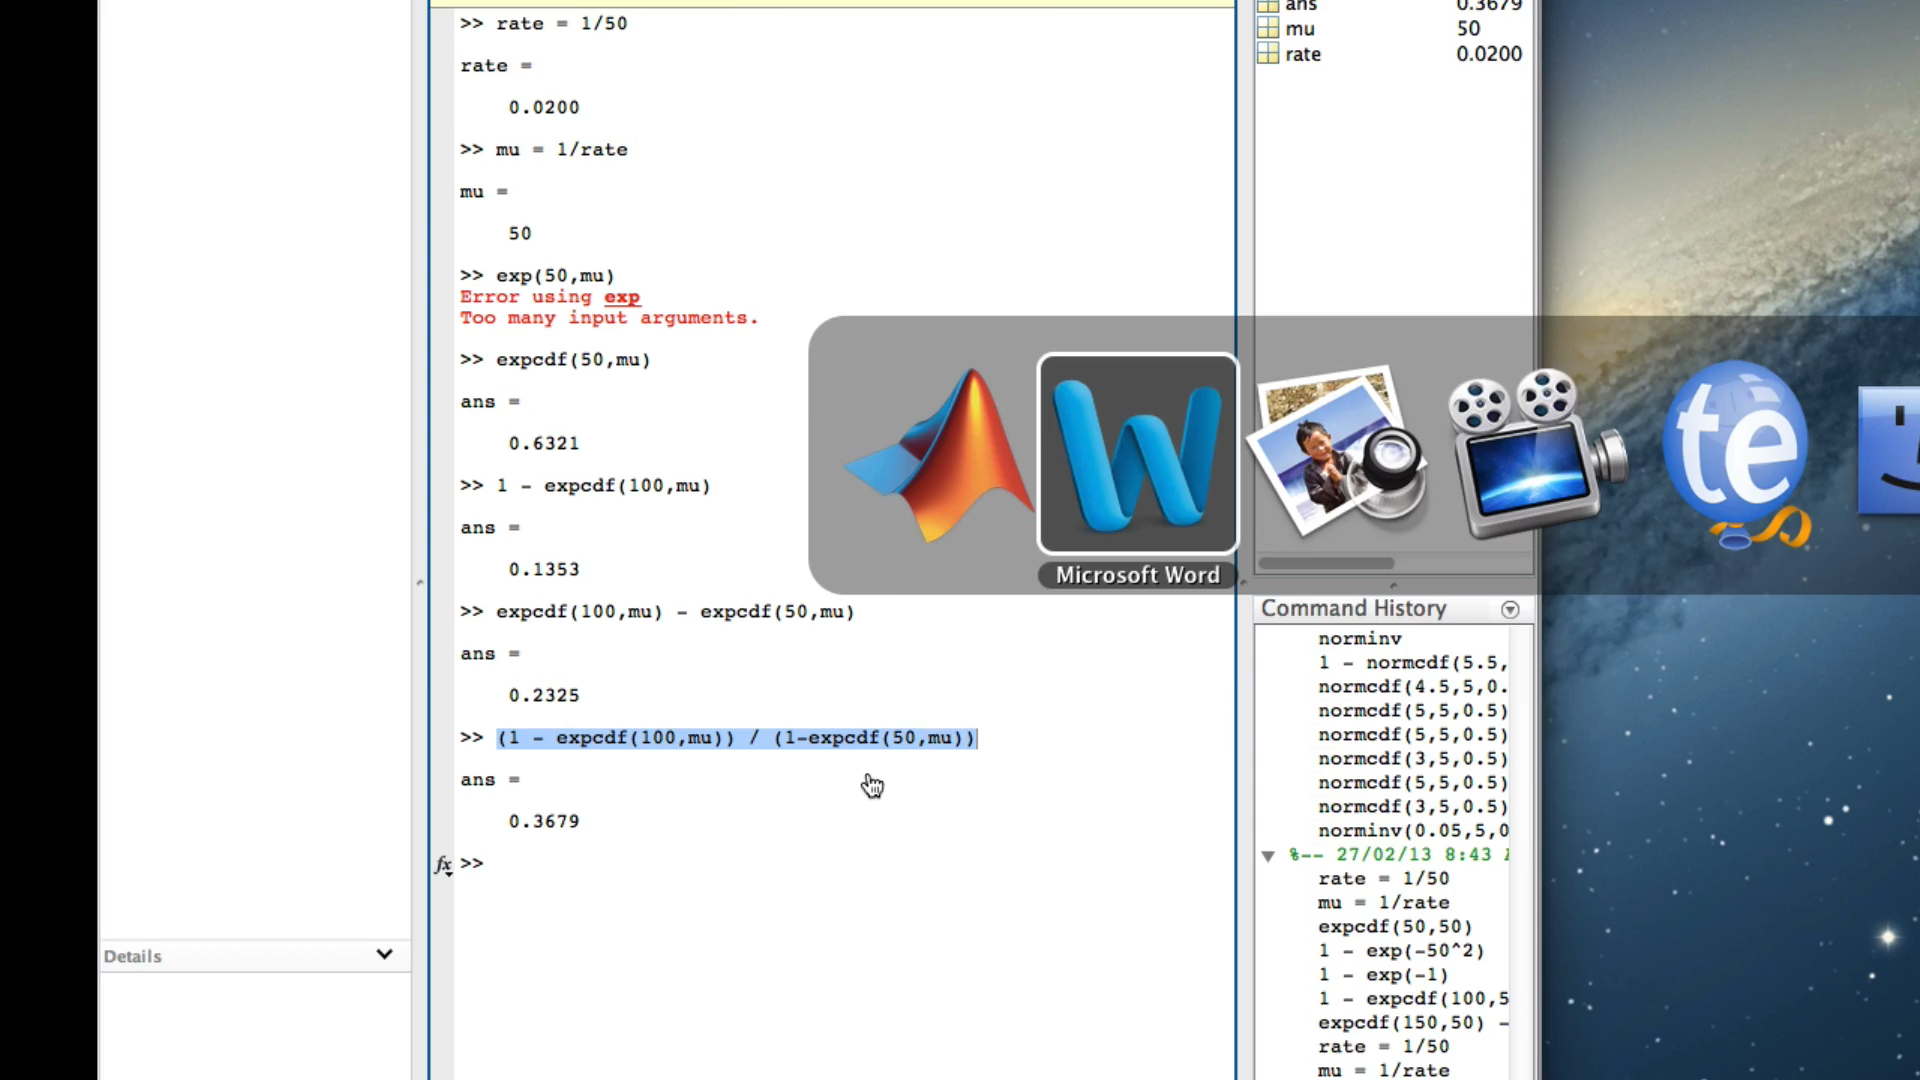 >> rate = 1/50
rate =
0.0200
>> mu = 1/rate
mu =
50
>> exp(50,mu)
Error using exp
Too many input arguments.
>> expcdf(50,mu)
ans =
0.6321
>> 1 - expcdf(100,mu)
ans =
0.1353
>> expcdf(100,mu) - expcdf(50,mu)
ans =
0.2325
>> (1 - expcdf(100,mu)) / (1-expcdf(50,mu))
ans =
0.3679
fx >>
Details
ans 0.3679
mu 50
rate 0.0200
te
Microsoft Word
Command History
norminv
1 - normcdf(5.5,
normcdf(4.5,5,0.
normcdf(5,5,0.5)
normcdf(5,5,0.5)
normcdf(3,5,0.5)
normcdf(5,5,0.5)
normcdf(3,5,0.5)
norminv(0.05,5,0
%-- 27/02/13 8:43
rate = 1/50
mu = 1/rate
expcdf(50,50)
1 - exp(-50^2)
1 - exp(-1)
1 - expcdf(100,5
expcdf(150,50) -
rate = 1/50
mu = 1/rate